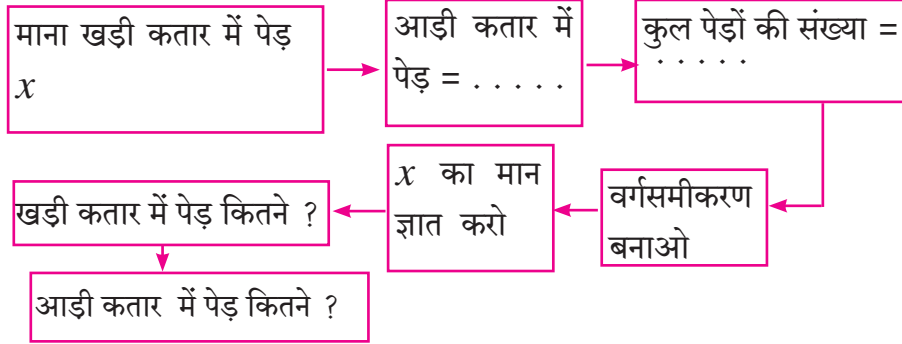 माना खड़ी कतार में पेड़
x
आड़ी कतार में
पेड़ = . . . . .
कुल पेड़ों की संख्या =
. . . . .
वर्गसमीकरण
बनाओ
x का मान
ज्ञात करो
खड़ी कतार में पेड़ कितने ?
आड़ी कतार में पेड़ कितने ?